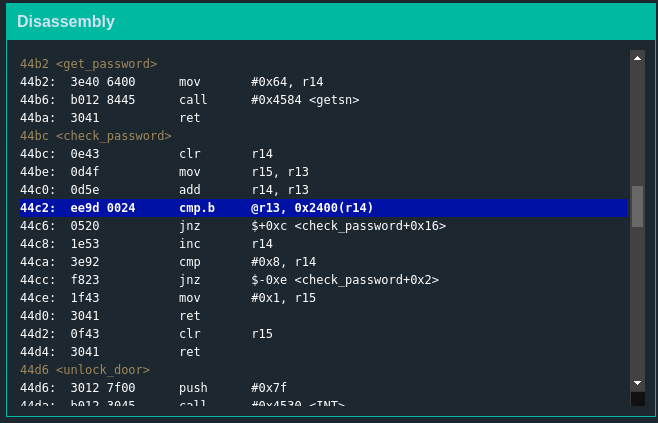 Disassembly
44b2 <get_password>
44b2: 3e40 6400 mov #0x64, r14
44b6: b012 8445 call #0x4584 <getsn>
44ba: 3041 ret
44bc <check_password>
44bc: 0e43 clr r14
44be: 0d4f mov r15, r13
44c0: 0d5e add r14, r13
44c2: ee9d 0024 cmp.b @r13, 0x2400(r14)
44c6: 0520 jnz $+0xc <check_password+0x16>
44c8: 1e53 inc r14
44ca: 3e92 cmp #0x8, r14
44cc: f823 jnz $-0xe <check_password+0x2>
44ce: 1f43 mov #0x1, r15
44d0: 3041 ret
44d2: 0f43 clr r15
44d4: 3041 ret
44d6 <unlock_door>
44d6: 3012 7f00 push #0x7f
44da: b012 3045 call #0x4530 <INT>